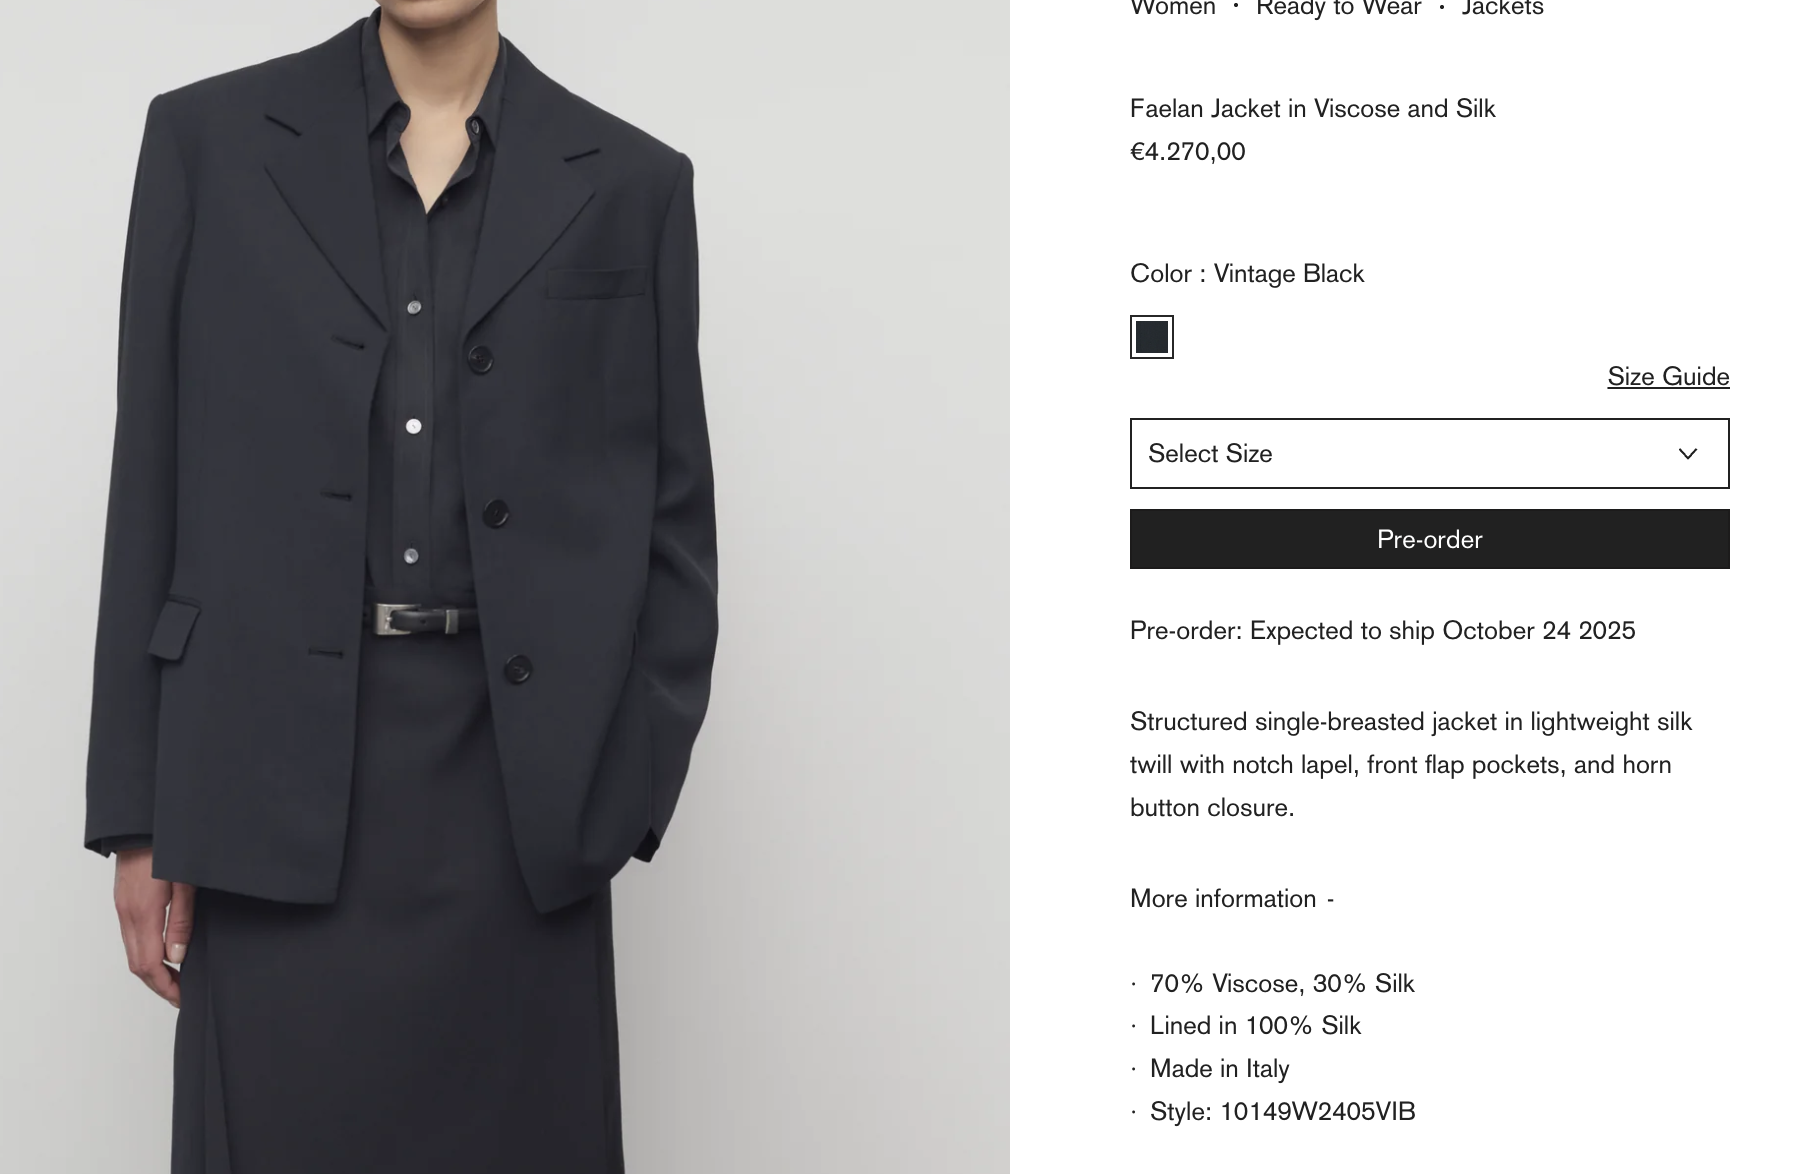 Women · Ready to Wear · Jackets
Faelan Jacket in Viscose and Silk
€4.270,00
Color : Vintage Black
Size Guide
Select Size
Pre-order
Pre-order: Expected to ship October 24 2025
Structured single-breasted jacket in lightweight silk
twill with notch lapel, front flap pockets, and horn
button closure.
More information -
· 70% Viscose, 30% Silk
· Lined in 100% Silk
· Made in Italy
· Style: 10149W2405VIB